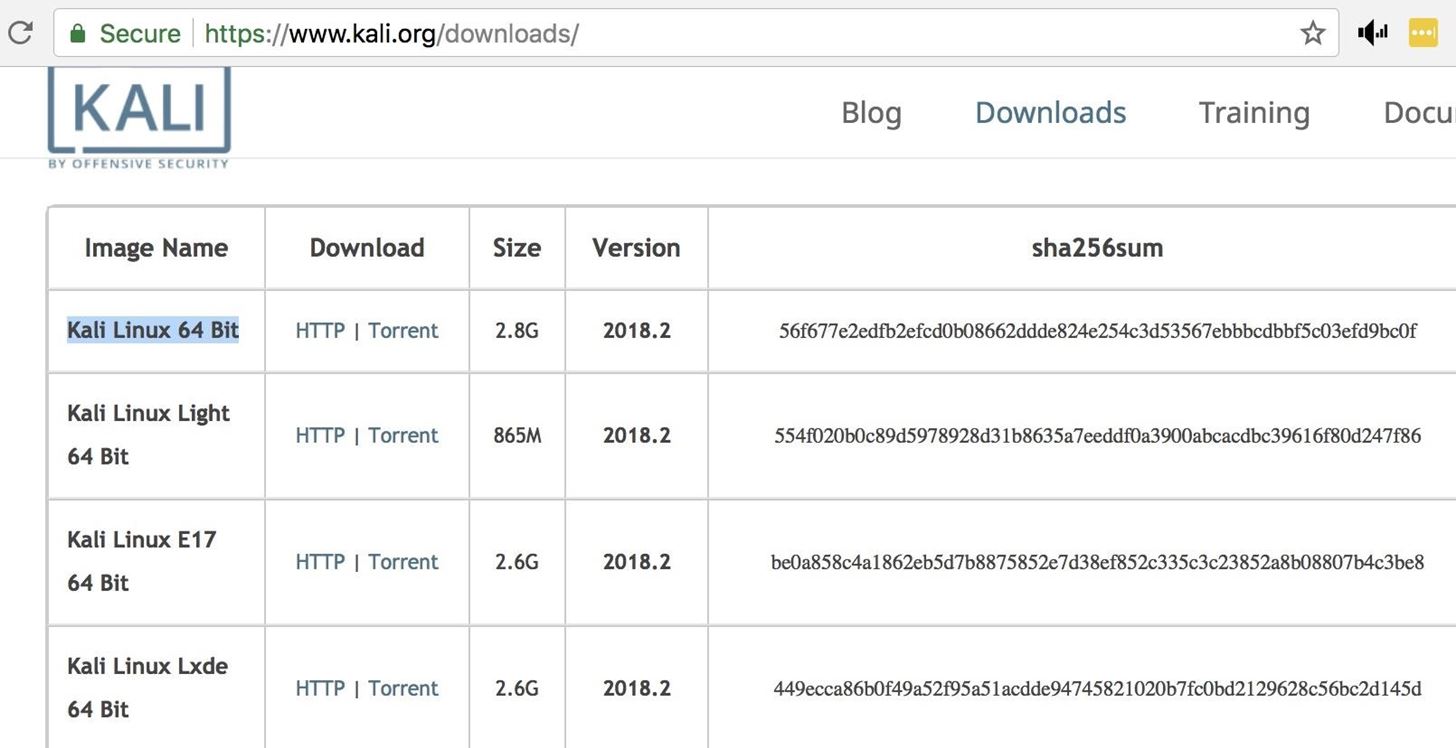 Secure https://www.kali.org/downloads/
KALI
BY OFFENSIVE SECURITY
Blog Downloads Training Docu
Image Name Download Size Version sha256sum
Kali Linux 64 Bit HTTP | Torrent 2.8G 2018.2 56f677e2edfb2efcd0b08662ddde824e254c3d53567ebbbcdbbf5c03efd9bc0f
Kali Linux Light
64 Bit
HTTP | Torrent 865M 2018.2 554f020b0c89d5978928d31b8635a7eeddf0a3900abcacdbc39616f80d247f86
Kali Linux E17
64 Bit
HTTP | Torrent 2.6G 2018.2 be0a858c4a1862eb5d7b8875852e7d38ef852c335c3c23852a8b08807b4c3be8
Kali Linux Lxde
64 Bit
HTTP | Torrent 2.6G 2018.2 449ecca86b0f49a52f95a51acdde94745821020b7fc0bd2129628c56bc2d145d